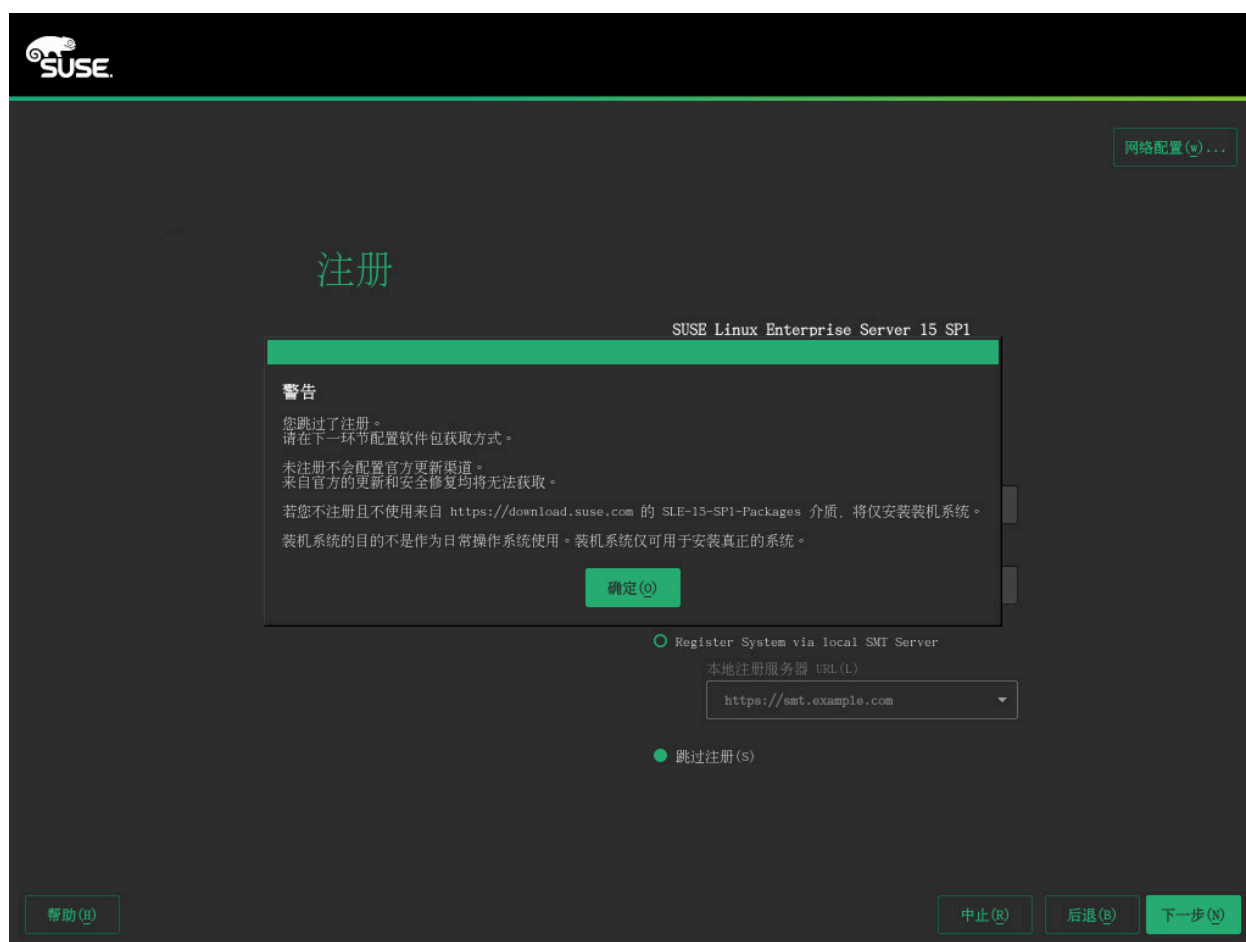 SUSE.
网络配置(w)...
注册
SUSE Linux Enterprise Server 15 SP1
警告
您跳过了注册。
请在下一环节配置软件包获取方式。
未注册不会配置官方更新渠道。
来自官方的更新和安全修复均将无法获取。
若您不注册且不使用来自 https://download.suse.com 的 SLE-15-SP1-Packages 介质, 将仅安装装机系统。
装机系统的目的不是作为日常操作系统使用。装机系统仅可用于安装真正的系统。
确定(O)
Register System via local SMT Server
本地注册服务器 URL(L)
https://smt.example.com
跳过注册(S)
帮助(H)
中止(R)
后退(B)
下一步(N)